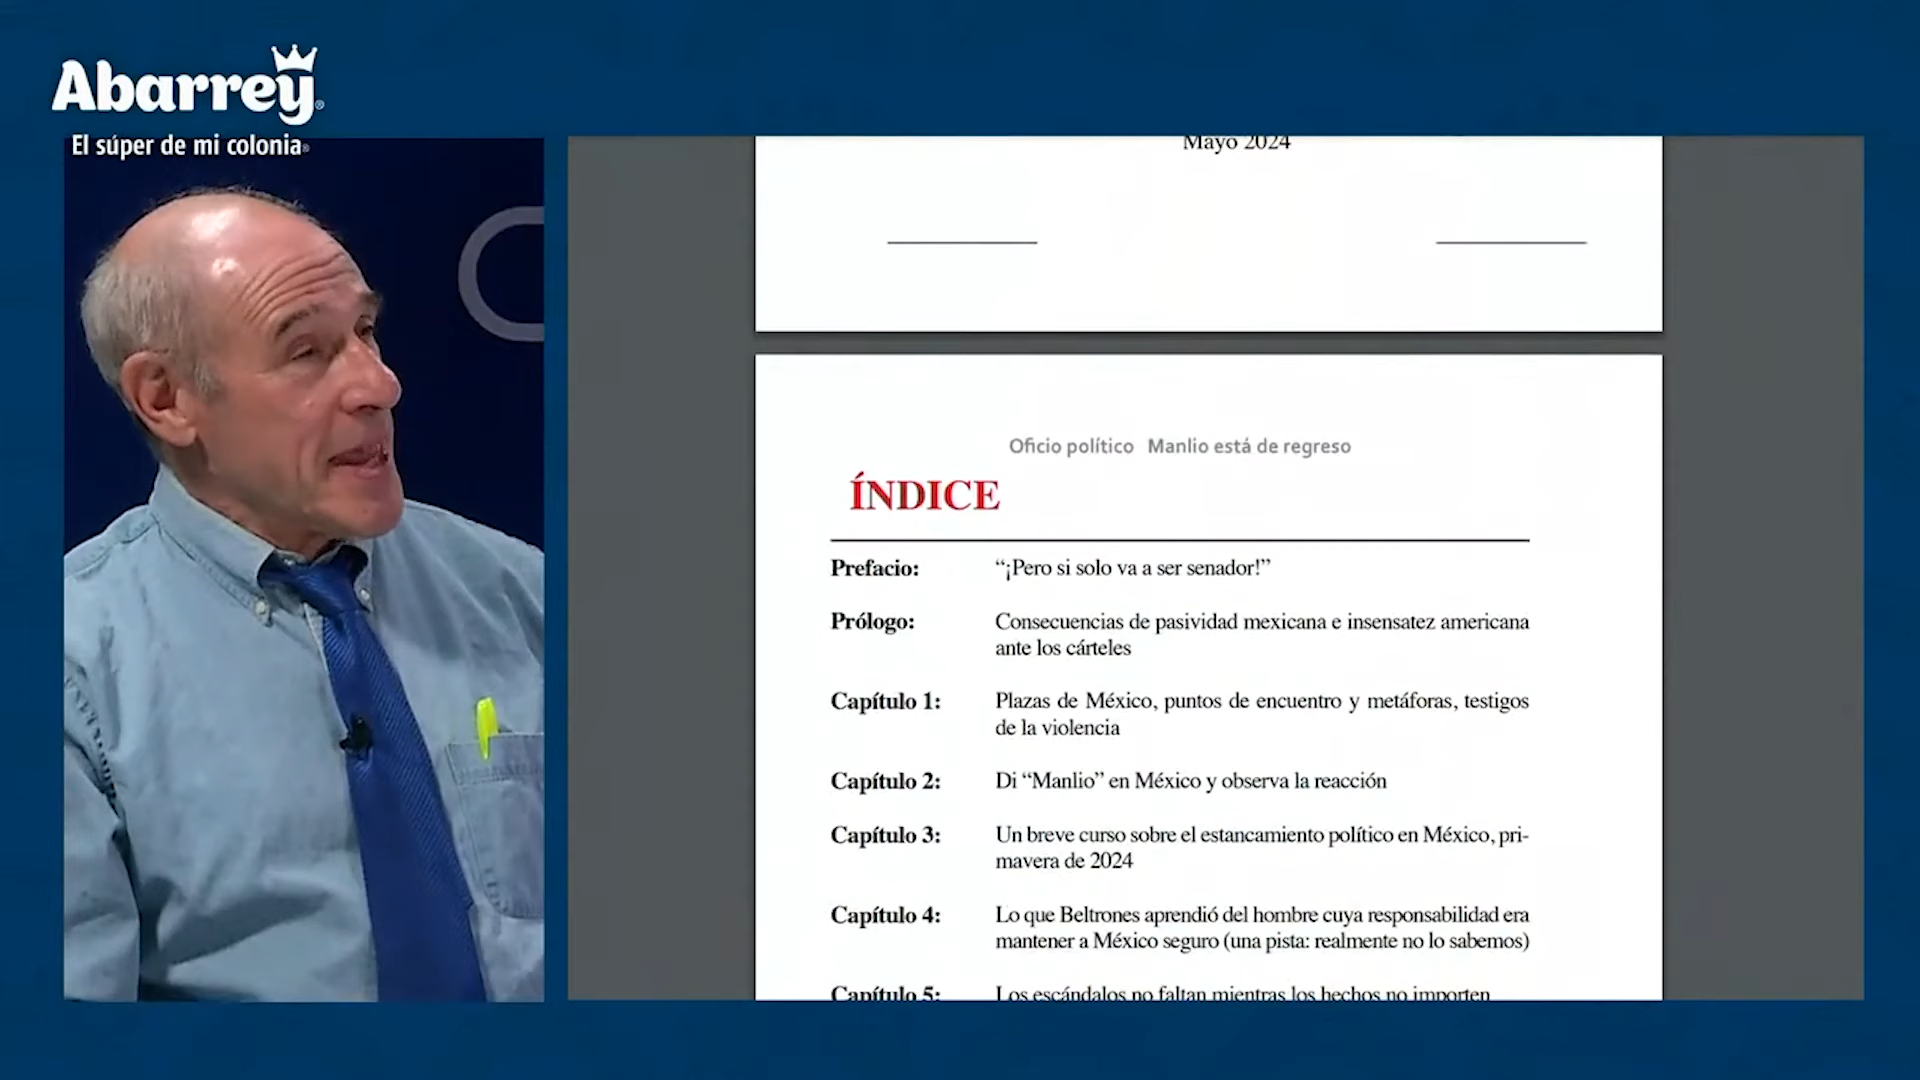 Abarrey®
El súper de mi colonia®
Mayo 2024
Oficio político Manlio está de regreso
ÍNDICE
Prefacio: “¡Pero si solo va a ser senador!”
Prólogo: Consecuencias de pasividad mexicana e insensatez americana
ante los cárteles
Capítulo 1: Plazas de México, puntos de encuentro y metáforas, testigos
de la violencia
Capítulo 2: Di “Manlio” en México y observa la reacción
Capítulo 3: Un breve curso sobre el estancamiento político en México, pri-
mavera de 2024
Capítulo 4: Lo que Beltrones aprendió del hombre cuya responsabilidad era
mantener a México seguro (una pista: realmente no lo sabemos)
Capítulo 5: Los escándalos no faltan mientras los hechos no importen